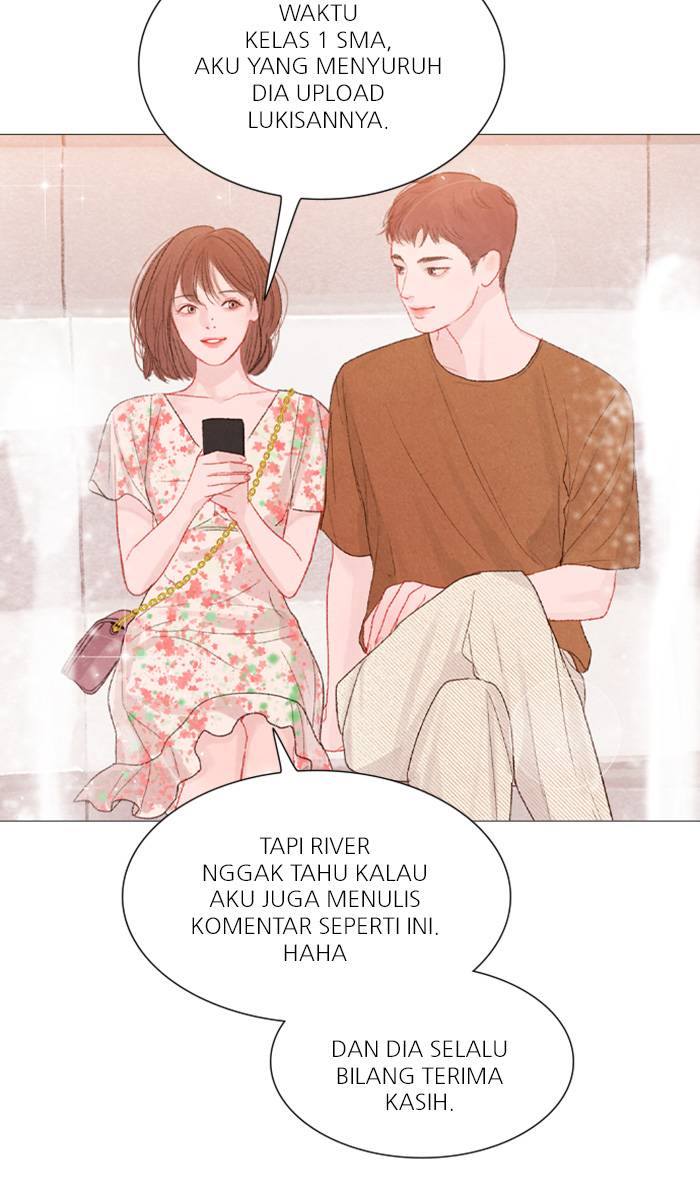 WAKTU
KELAS 1 SMA,
AKU YANG MENYURUH
DIA UPLOAD
LUKISANNYA.
TAPI RIVER
NGGAK TAHU KALAU
AKU JUGA MENULIS
KOMENTAR SEPERTI INI.
HAHA
DAN DIA SELALU
BILANG TERIMA
KASIH.